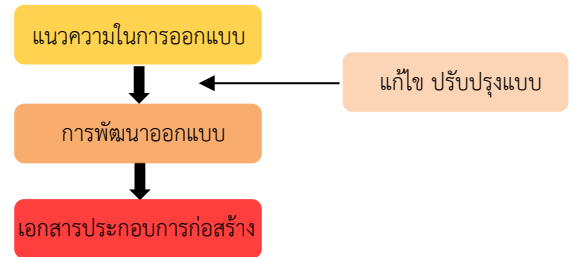 แนวความในการออกแบบ
แก้ไข ปรับปรุงแบบ
การพัฒนาออกแบบ
เอกสารประกอบการก่อสร้าง